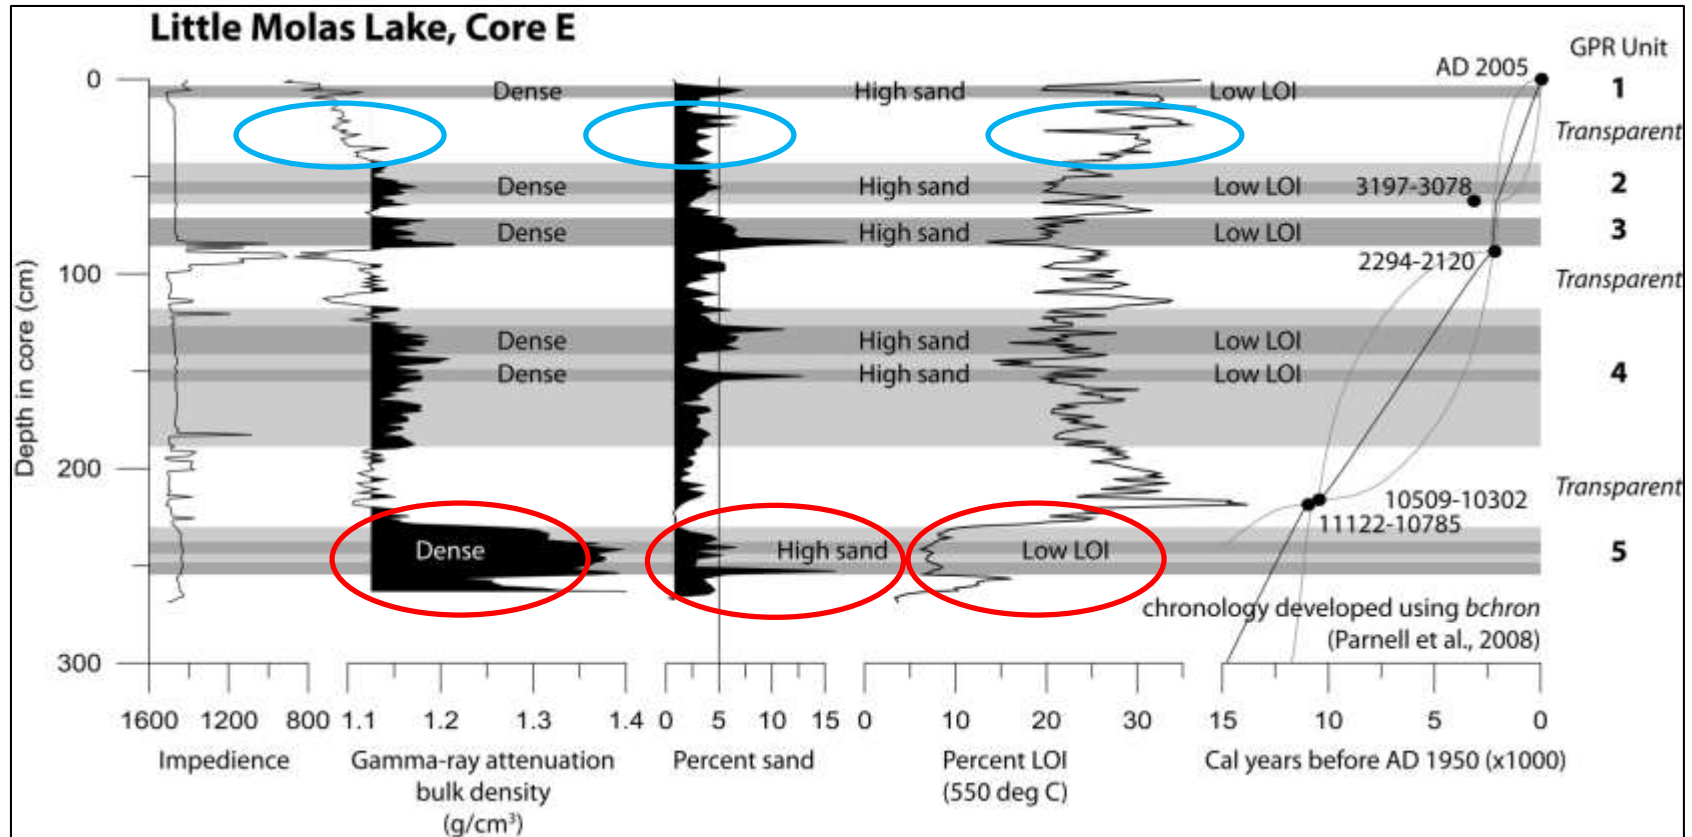 Little Molas Lake, Core E
GPR Unit
AD 2005
0
Dense
High sand
Low LOI
1
Transparent
Dense
High sand
Low LOI
3197-3078
2
Dense
High sand
Low LOI
3
2294-2120
100
Transparent
Dense
High sand
Low LOI
Dense
High sand
Low LOI
4
200
Transparent
10509-10302
11122-10785
Dense
High sand
Low LOI
5
chronology developed using bchron
(Parnell et al., 2008)
300
Depth in core (cm)
1600 1200 800
1.1 1.2 1.3 1.4
0 5 10 15
0 10 20 30
15 10 5 0
Impedience
Gamma-ray attenuation
bulk density
(g/cm³)
Percent sand
Percent LOI
(550 deg C)
Cal years before AD 1950 (x1000)